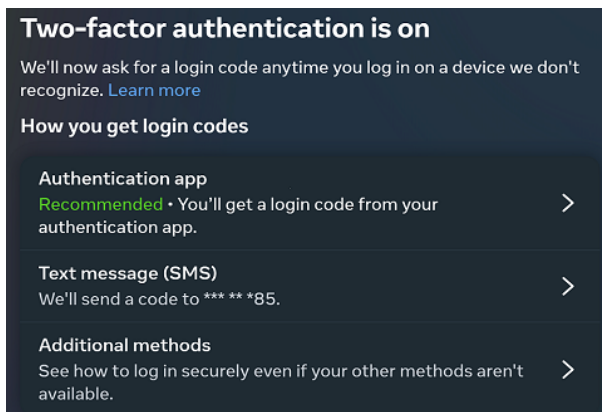 Two-factor authentication is on
We'll now ask for a login code anytime you log in on a device we don't
recognize. Learn more
How you get login codes
Authentication app
Recommended • You'll get a login code from your
authentication app.
Text message (SMS)
We'll send a code to *** ** *85.
Additional methods
See how to log in securely even if your other methods aren't
available.